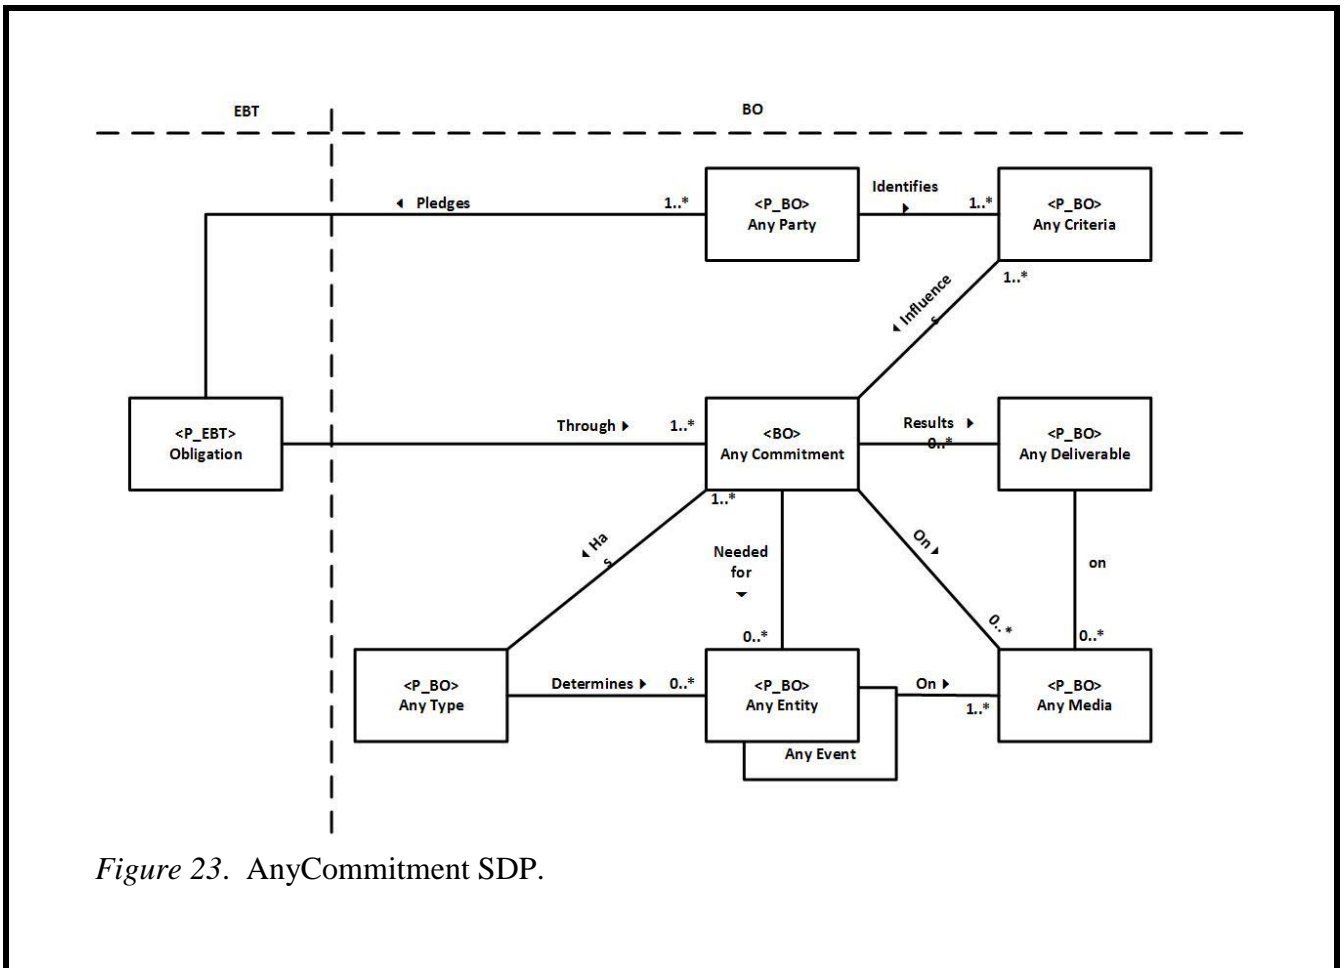 EBT
BO
Pledges
1..*
<P_BO>
Any Party
Identifies
1..*
<P_BO>
Any Criteria
1..*
Influence
s
<P_EBT>
Obligation
Through
1..*
<BO>
Any Commitment
Results
0..*
<P_BO>
Any Deliverable
1..*
Ha
s
Needed
for
On
on
0..*
0..*
0..*
<P_BO>
Any Type
Determines
0..*
<P_BO>
Any Entity
Any Event
On
1..*
<P_BO>
Any Media
Figure 23. AnyCommitment SDP.